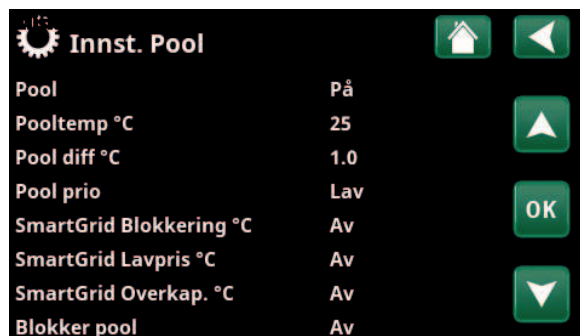 Innst. Pool
Pool På
Pooltemp °C 25
Pool diff °C 1.0
Pool prio Lav
SmartGrid Blokkering °C Av
SmartGrid Lavpris °C Av
SmartGrid Overkap. °C Av
Blokker pool Av
OK